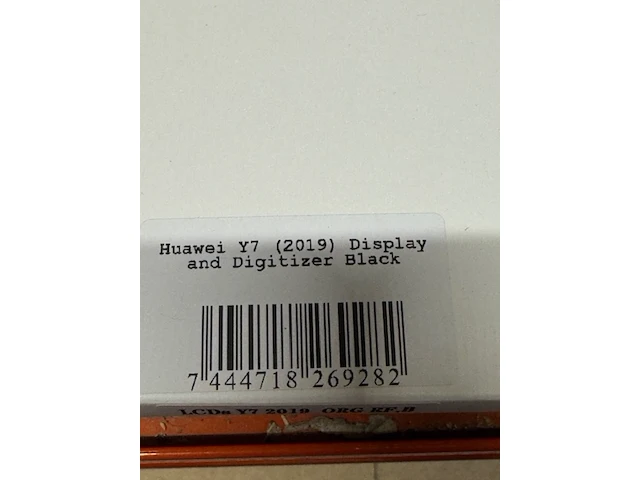 Huawei Y7 (2019) Display
and Digitizer Black
7 444718 269282
LCDs Y7 2019 ORG RF.B